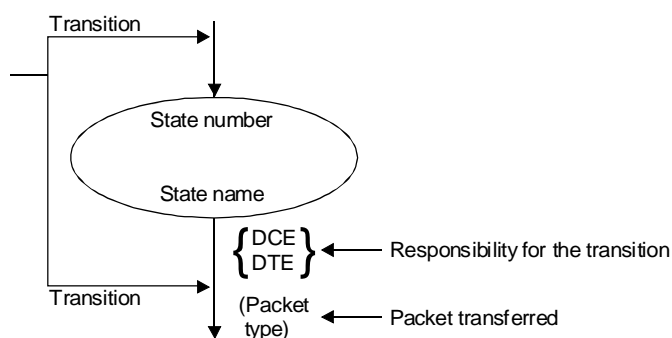 Transition
State number
State name
{DCE
DTE} Responsibility for the transition
Transition
(Packet
type) Packet transferred